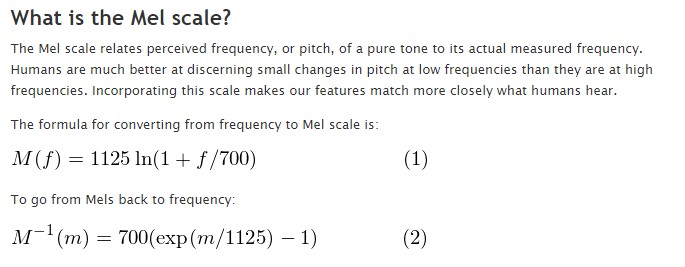 What is the Mel scale?
The Mel scale relates perceived frequency, or pitch, of a pure tone to its actual measured frequency.
Humans are much better at discerning small changes in pitch at low frequencies than they are at high
frequencies. Incorporating this scale makes our features match more closely what humans hear.
The formula for converting from frequency to Mel scale is:
M(f) = 1125 ln(1 + f/700) (1)
To go from Mels back to frequency:
M⁻¹(m) = 700(exp(m/1125) − 1) (2)